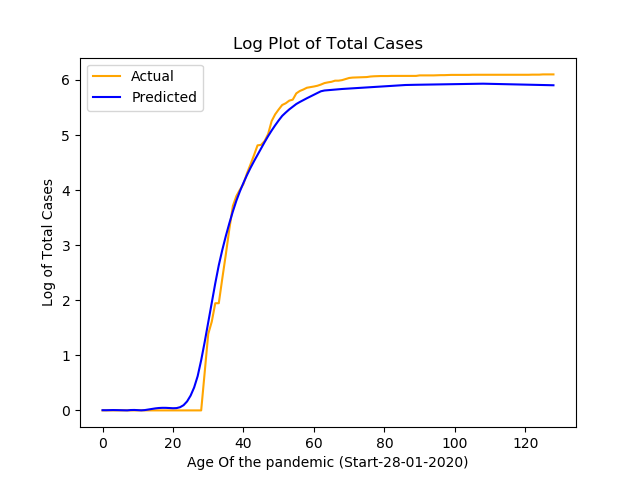 Log Plot of Total Cases
Actual
Predicted
6
5
4
3
2
1
0
Log of Total Cases
0 20 40 60 80 100 120
Age Of the pandemic (Start-28-01-2020)